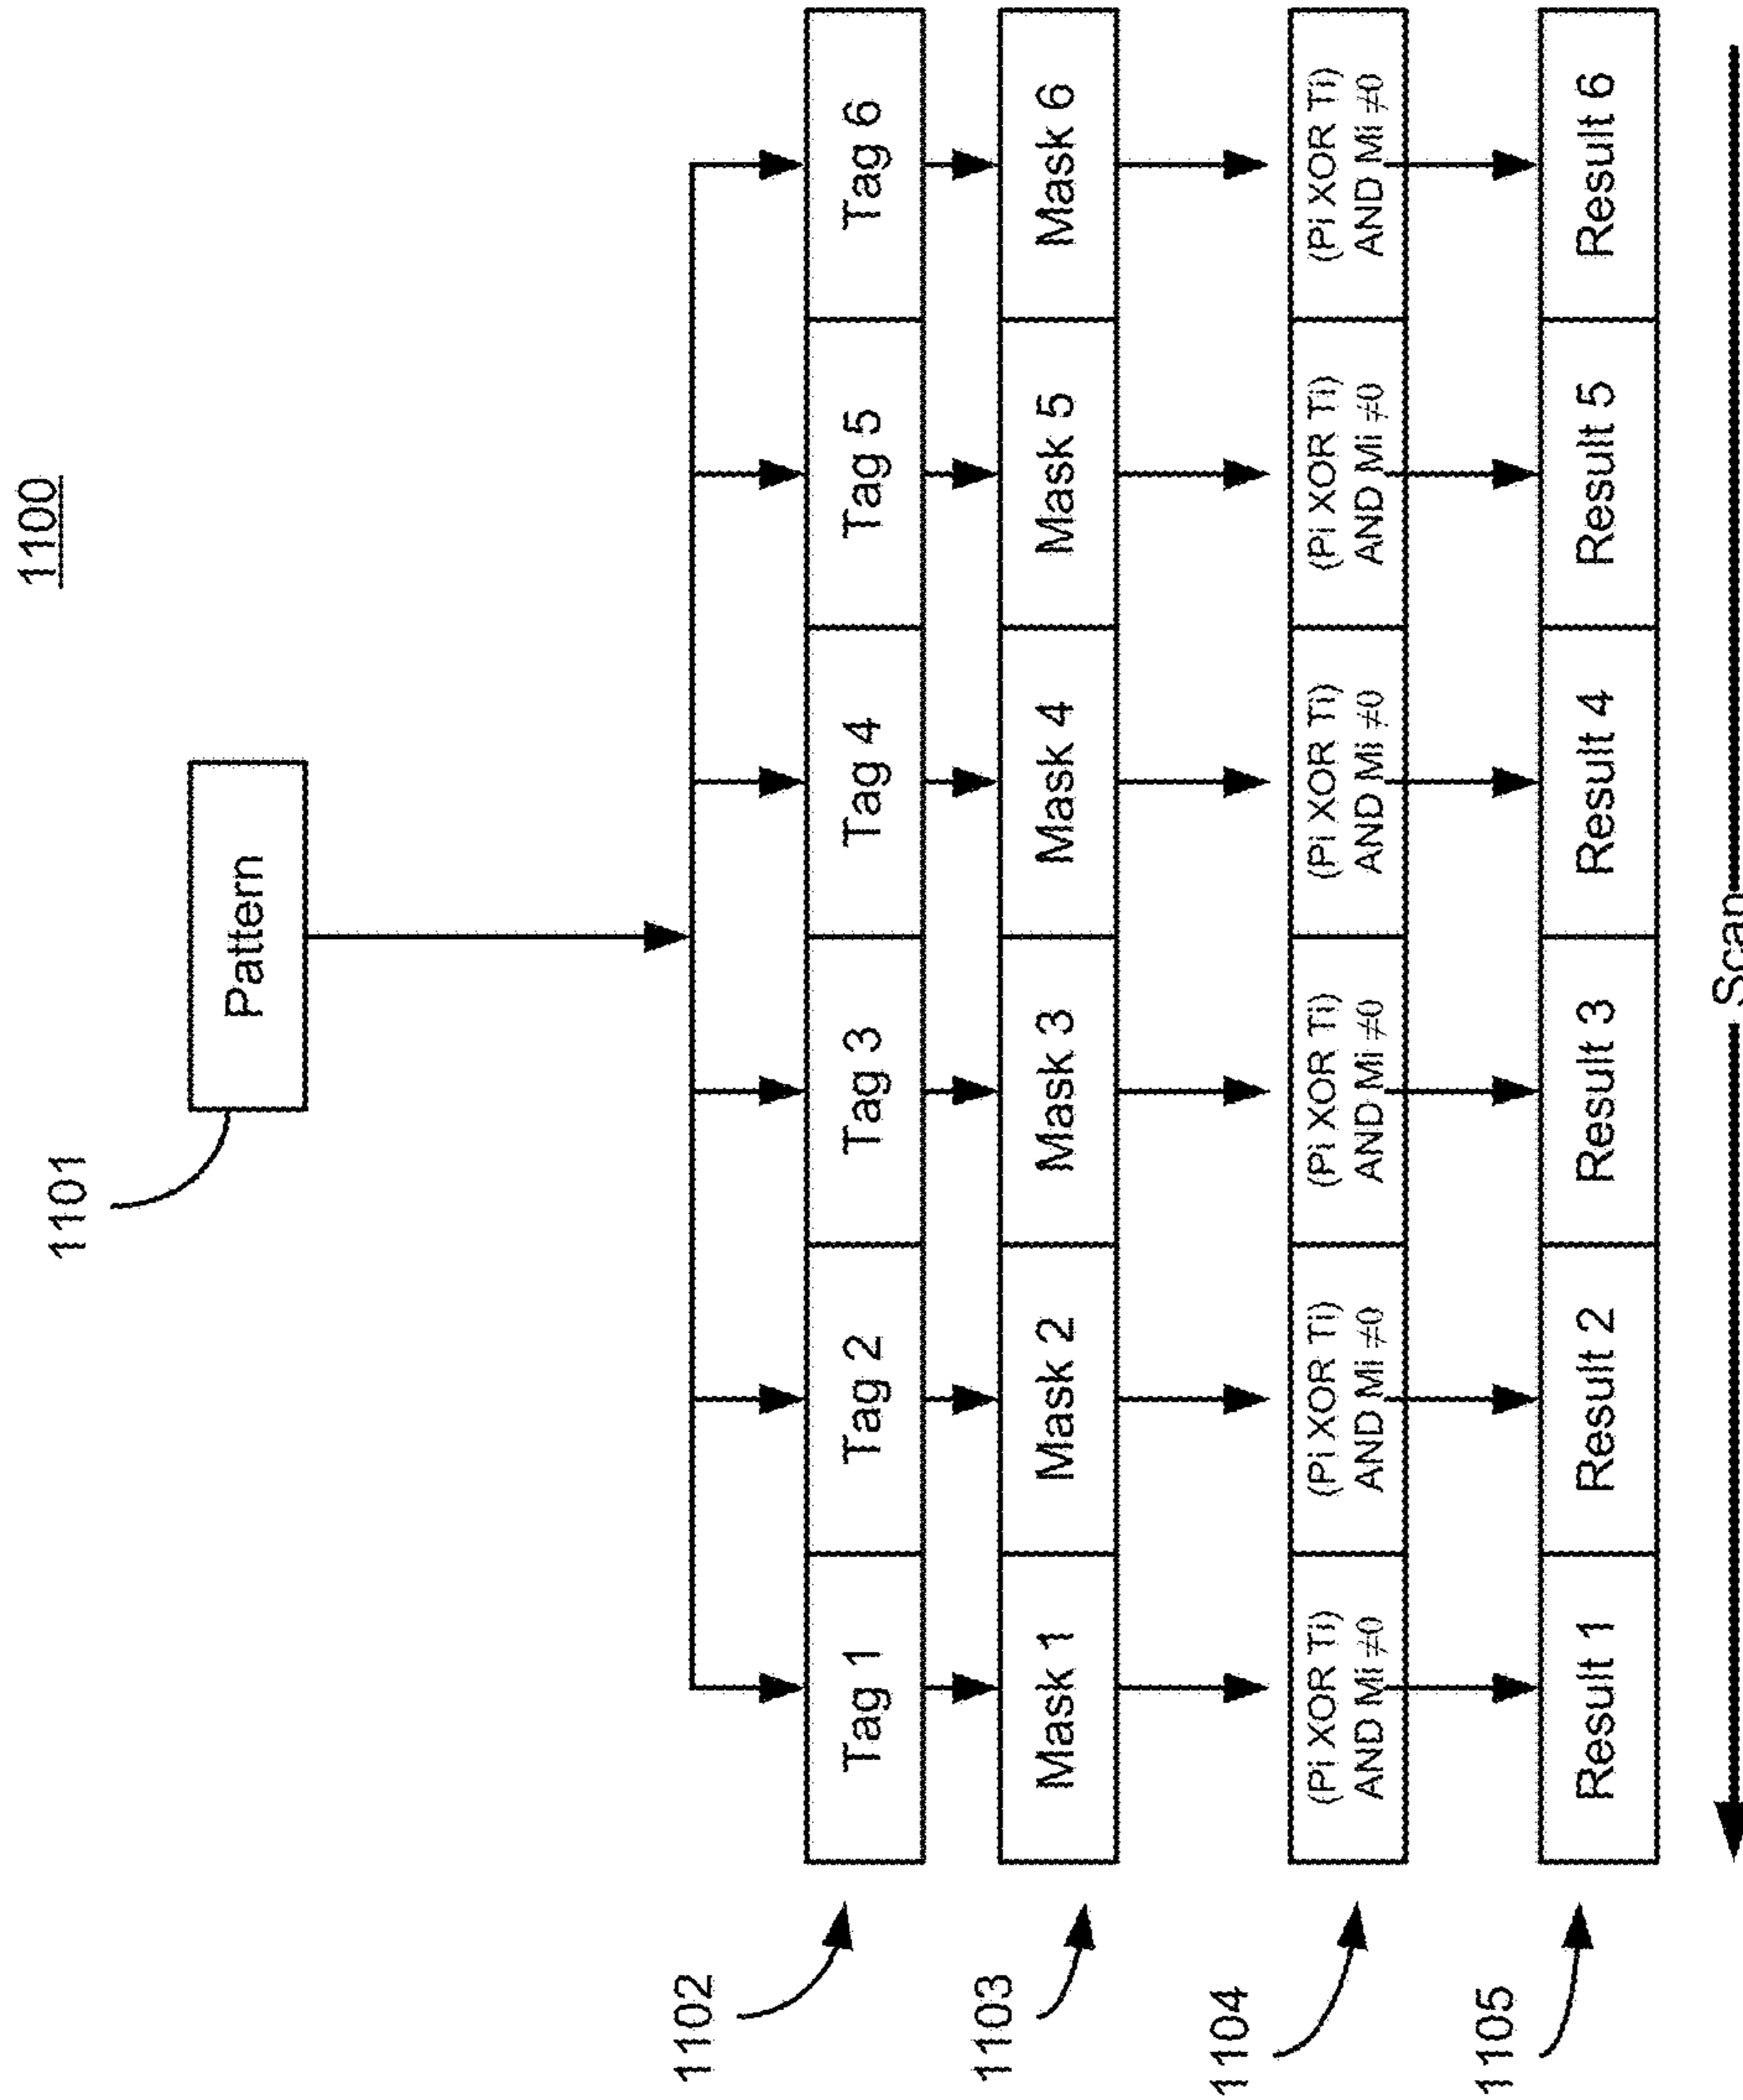 1100
1101
Pattern
1102
Tag 1 Tag 2 Tag 3 Tag 4 Tag 5 Tag 6
1103
Mask 1 Mask 2 Mask 3 Mask 4 Mask 5 Mask 6
1104
(Pi XOR Ti) (Pi XOR Ti) (Pi XOR Ti) (Pi XOR Ti) (Pi XOR Ti) (Pi XOR Ti)
AND Mi ≠0 AND Mi ≠0 AND Mi ≠0 AND Mi ≠0 AND Mi ≠0 AND Mi ≠0
1105
Result 1 Result 2 Result 3 Result 4 Result 5 Result 6
Scan